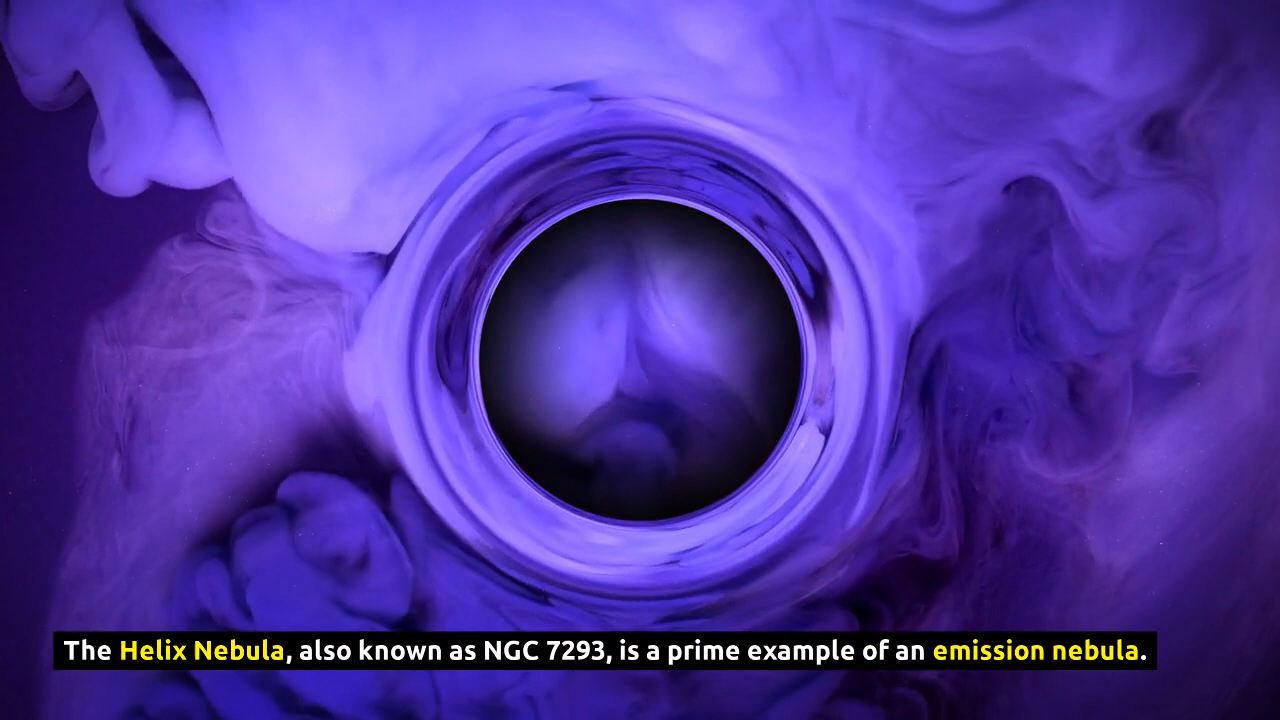 The Helix Nebula, also known as NGC 7293, is a prime example of an emission nebula.